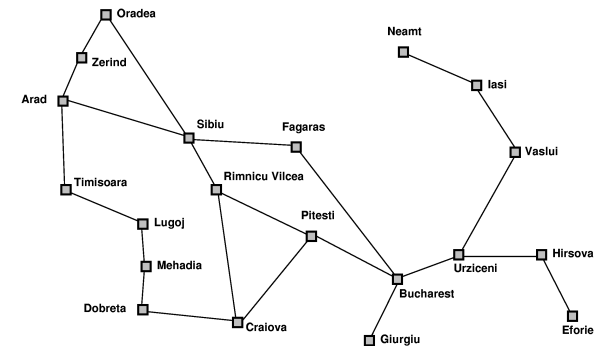 Oradea
Neamt
Zerind
Iasi
Arad
Sibiu
Fagaras
Vaslui
Timisoara
Rimnicu Vilcea
Lugoj
Pitesti
Mehadia
Hirsova
Urziceni
Bucharest
Dobreta
Craiova
Giurgiu
Eforie